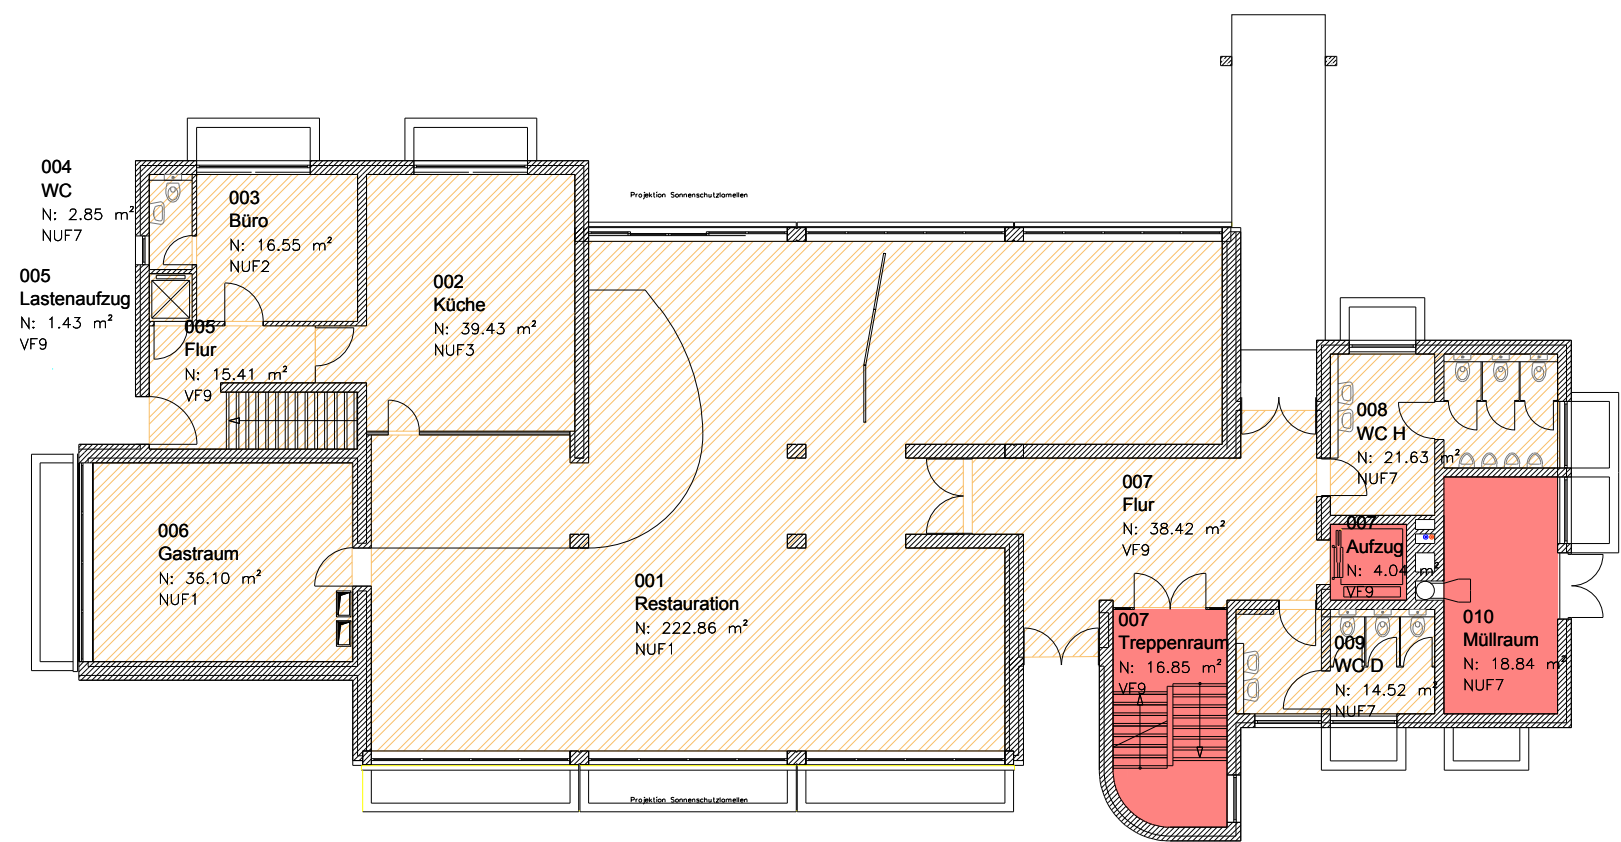 004
WC
N: 2.85 m²
NUF7
003
Büro
N: 16.55 m²
NUF2
Projektion Sonnenschutzlamellen
005
Lastenaufzug
N: 1.43 m²
VF9
002
Küche
N: 39.43 m²
NUF3
005
Flur
N: 15.41 m²
VF9
008
WC H
N: 21.63 m²
NUF7
007
Flur
N: 38.42 m²
VF9
006
Gastraum
N: 36.10 m²
NUF1
007
Aufzug
N: 4.04 m²
VF9
001
Restauration
N: 222.86 m²
NUF1
007
Treppenraum
N: 16.85 m²
VF9
009
WC D
N: 14.52 m²
NUF7
010
Müllraum
N: 18.84 m²
NUF7
Projektion Sonnenschutzlamellen